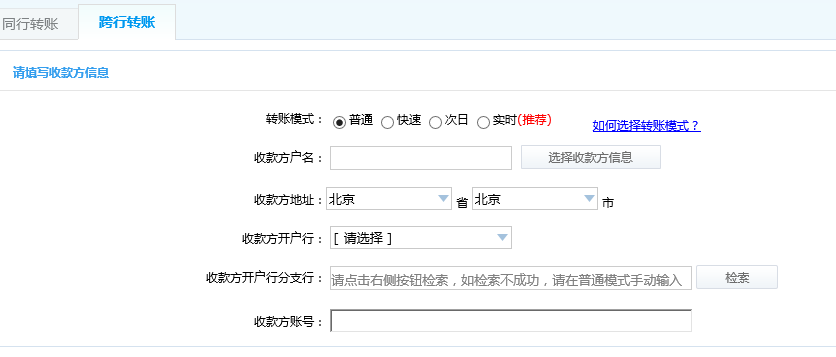 同行转账 跨行转账
请填写收款方信息
转账模式： 普通 快速 次日 实时(推荐) 如何选择转账模式？
收款方户名： 选择收款方信息
收款方地址： 北京 省 北京 市
收款方开户行： [ 请选择 ]
收款方开户行分支行： 请点击右侧按钮检索，如检索不成功，请在普通模式手动输入 检索
收款方账号：